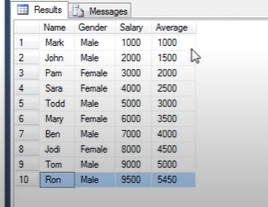 Results Messages
Name Gender Salary Average
1 Mark Male 1000 1000
2 John Male 2000 1500
3 Pam Female 3000 2000
4 Sara Female 4000 2500
5 Todd Male 5000 3000
6 Mary Female 6000 3500
7 Ben Male 7000 4000
8 Jodi Female 8000 4500
9 Tom Male 9000 5000
10 Ron Male 9500 5450